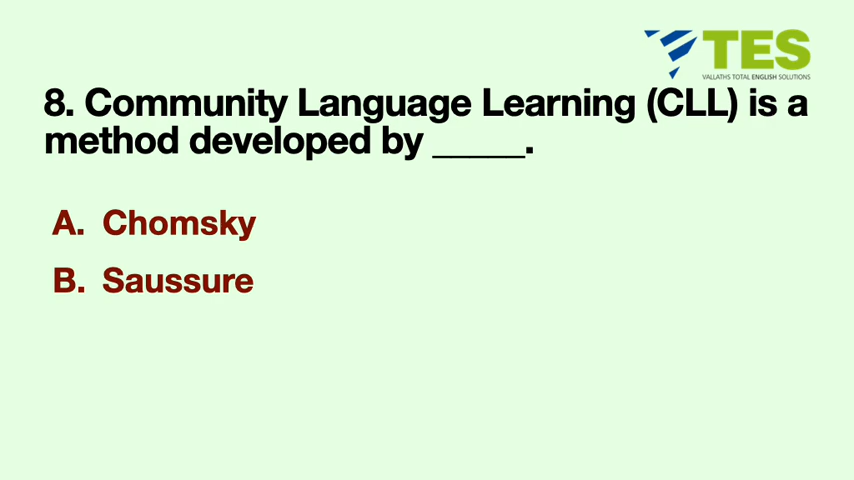 TES
VALLATHS TOTAL ENGLISH SOLUTIONS
8. Community Language Learning (CLL) is a
method developed by _____.
A. Chomsky
B. Saussure